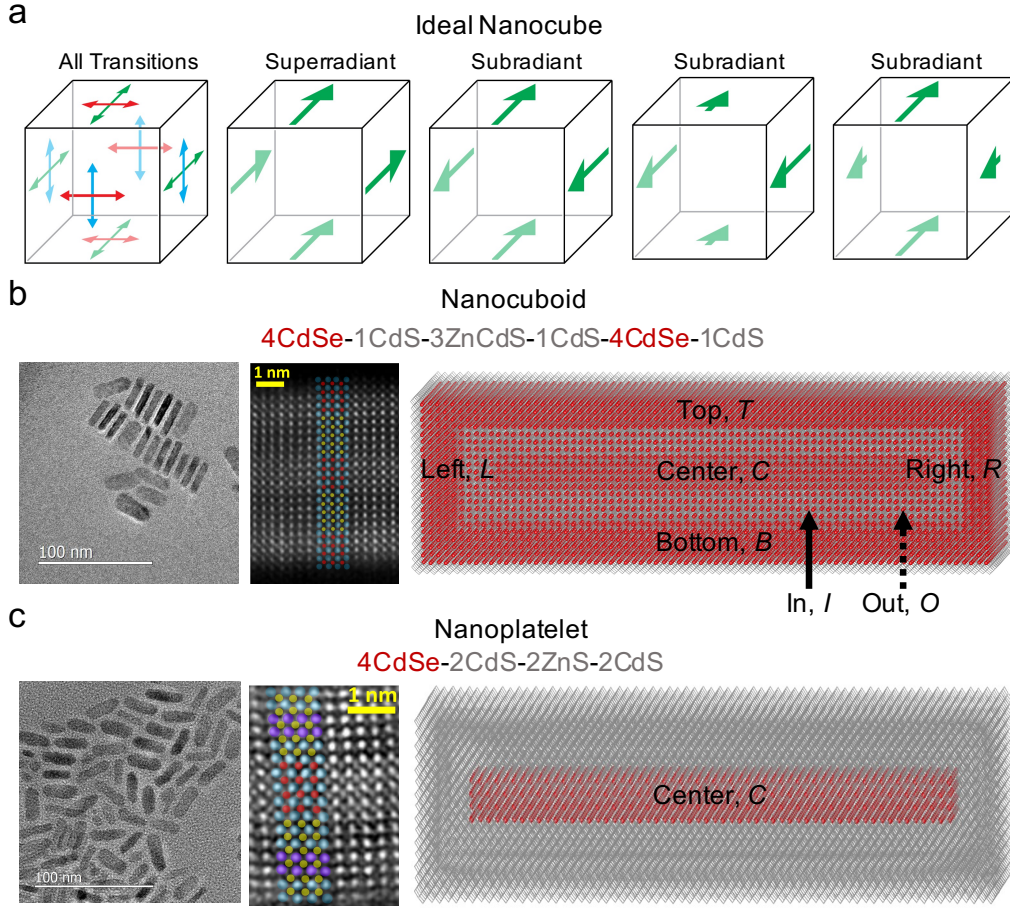 a
Ideal Nanocube
All Transitions
Superradiant
Subradiant
Subradiant
Subradiant
b
Nanocuboid
4CdSe-1CdS-3ZnCdS-1CdS-4CdSe-1CdS
100 nm
1 nm
Top, T
Left, L
Center, C
Right, R
Bottom, B
In, I
Out, O
c
Nanoplatelet
4CdSe-2CdS-2ZnS-2CdS
100 nm
1 nm
Center, C